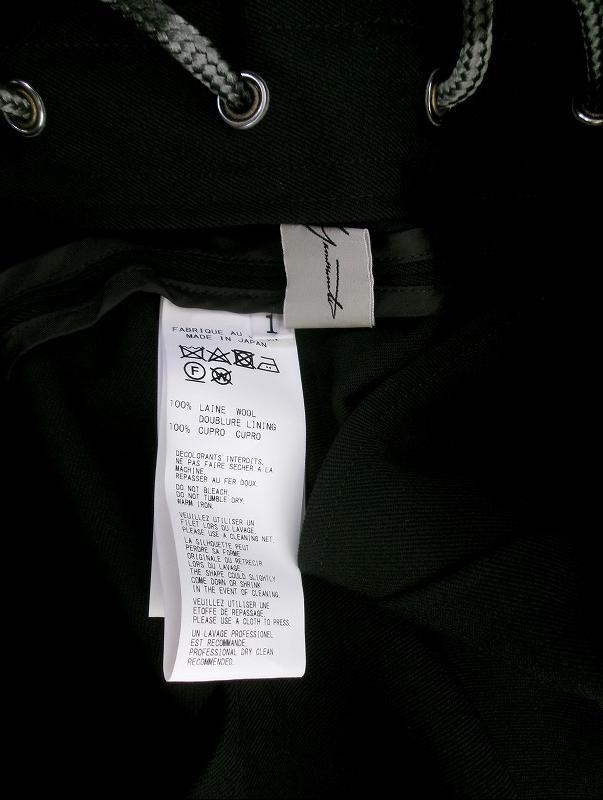 Yamamoto
1
FABRIQUE AU
MADE IN JAPAN
F
W
100% LAINE WOOL
DOUBLURE LINING
100% CUPRO CUPRO
DECOLORANTS INTERDITS.
NE PAS FAIRE SECHER A LA
MACHINE.
REPASSER AU FER DOUX.
DO NOT BLEACH.
DO NOT TUMBLE DRY.
WARM IRON.
VEUILLEZ UTILISER UN
FILET LORS DU LAVAGE.
PLEASE USE A CLEANING NET.
LA SILHOUETTE PEUT
PERDRE SA FORME
ORIGINALE OU RETRECIR
LORS DU LAVAGE.
THE SHAPE COULD SLIGHTLY
COME DOWN OR SHRINK
IN THE EVENT OF CLEANING.
VEUILLEZ UTILISER UNE
ETOFFE DE REPASSAGE.
PLEASE USE A CLOTH TO PRESS.
UN LAVAGE PROFESSIONEL
EST RECOMMANDE.
PROFESSIONAL DRY CLEAN
RECOMMENDED.